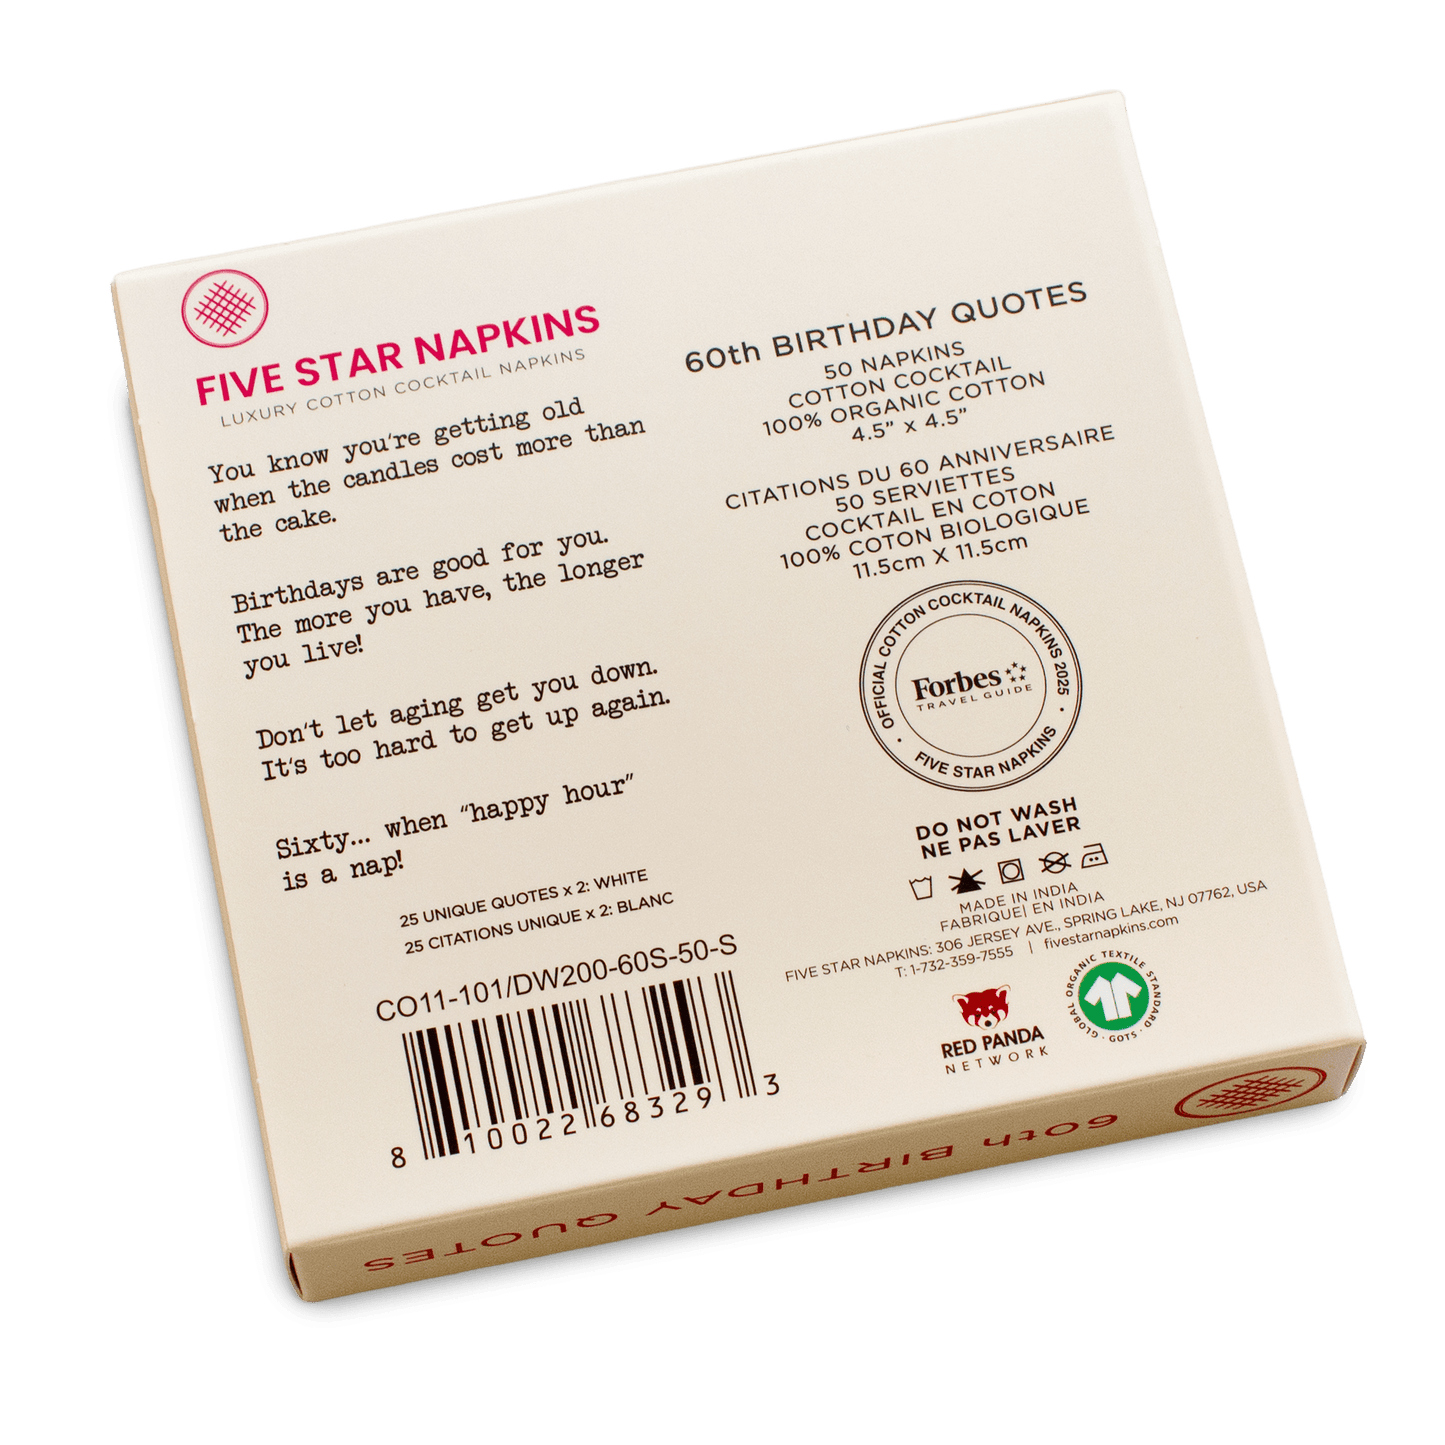 FIVE STAR NAPKINS
LUXURY COTTON COCKTAIL NAPKINS
You know you're getting old
when the candles cost more than
the cake.
Birthdays are good for you.
The more you have, the longer
you live!
Don't let aging get you down.
It's too hard to get up again.
Sixty... when "happy hour"
is a nap!
25 UNIQUE QUOTES x 2: WHITE
25 CITATIONS UNIQUE x 2: BLANC
CO11-101/DW200-60S-50-S
8 10022 68329 3
60th BIRTHDAY QUOTES
50 NAPKINS
COTTON COCKTAIL
100% ORGANIC COTTON
4.5" x 4.5"
CITATIONS DU 60 ANNIVERSAIRE
50 SERVIETTES
COCKTAIL EN COTON
100% COTON BIOLOGIQUE
11.5cm X 11.5cm
OFFICIAL COTTON COCKTAIL NAPKINS 2025
Forbes
TRAVEL GUIDE
FIVE STAR NAPKINS
DO NOT WASH
NE PAS LAVER
MADE IN INDIA
FABRIQUE| EN INDIA
FIVE STAR NAPKINS: 306 JERSEY AVE., SPRING LAKE, NJ 07762, USA
T: 1-732-359-7555 | fivestarnapkins.com
RED PANDA
NETWORK
GLOBAL ORGANIC TEXTILE STANDARD
· GOTS ·
60th BIRTHDAY QUOTES